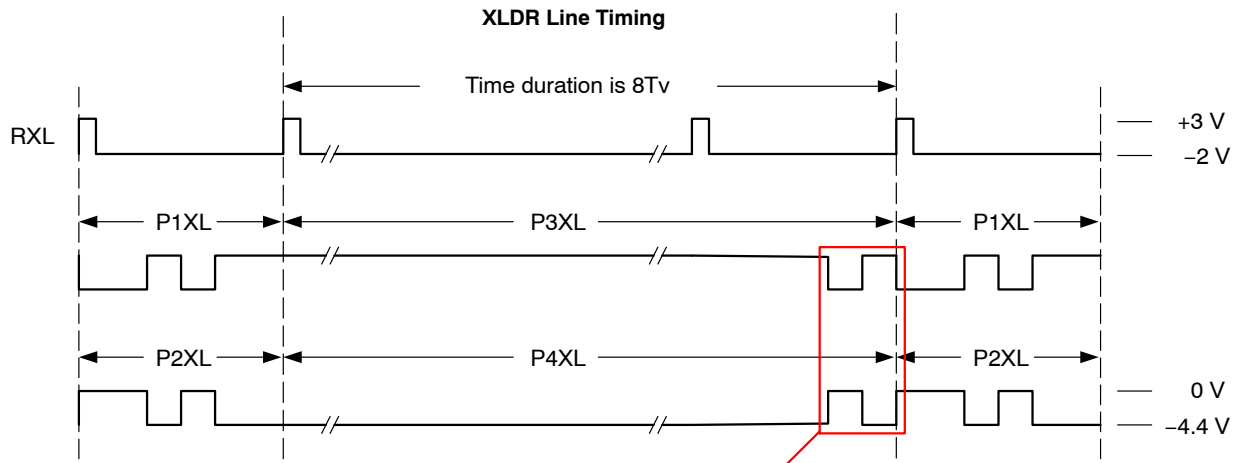 XLDR Line Timing
Time duration is 8Tv
RXL
+3 V
−2 V
P1XL
P3XL
P1XL
P2XL
P4XL
P2XL
0 V
−4.4 V